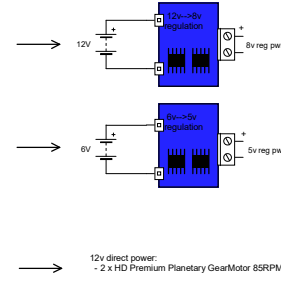 12v-->8v
regulation
+
12V
+
8v reg pw
6v-->5v
regulation
+
6V
+
5v reg pw
12v direct power:
- 2 x HD Premium Planetary GearMotor 85RPM